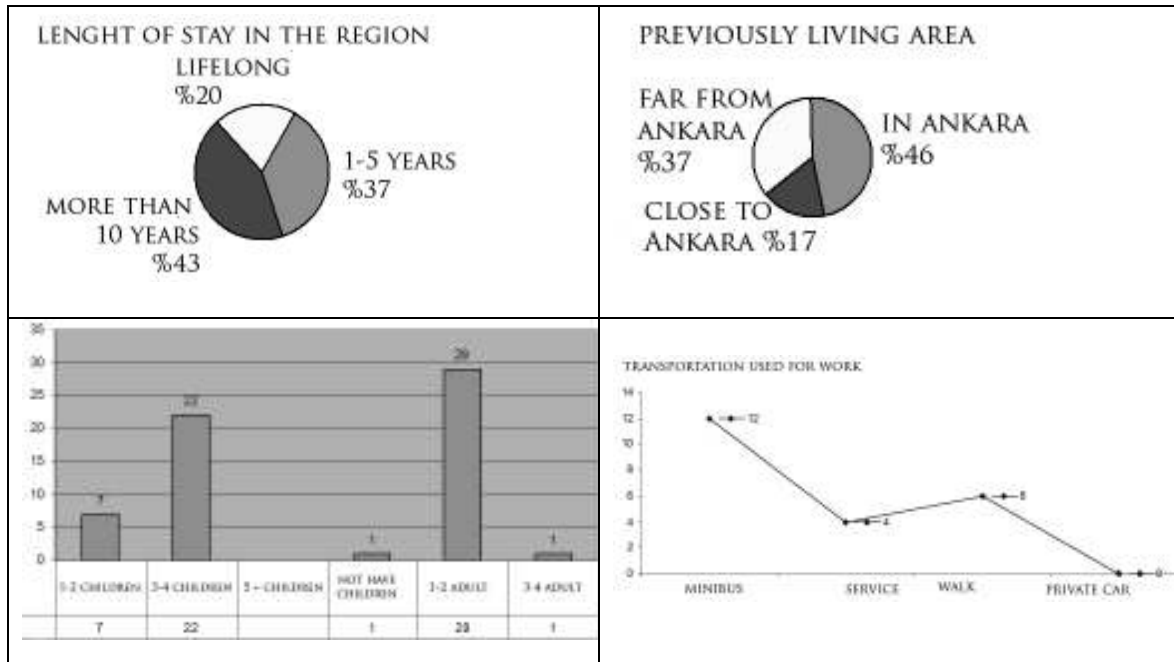 LENGHT OF STAY IN THE REGION
LIFELONG
%20
1-5 YEARS
%37
MORE THAN
10 YEARS
%43
PREVIOUSLY LIVING AREA
FAR FROM
ANKARA
%37
IN ANKARA
%46
CLOSE TO
ANKARA %17
35
30
25
20
15
10
5
0
7
22
1
29
1
1-2 CHILDREN
3-4 CHILDREN
5 – CHILDREN
NOT HAVE
CHILDREN
1-2 ADULT
3-4 ADULT
7
22
1
29
1
TRANSPORTATION USED FOR WORK
14
12
10
8
6
4
2
0
12
4
6
0
MINIBUS
SERVICE
WALK
PRIVATE CAR